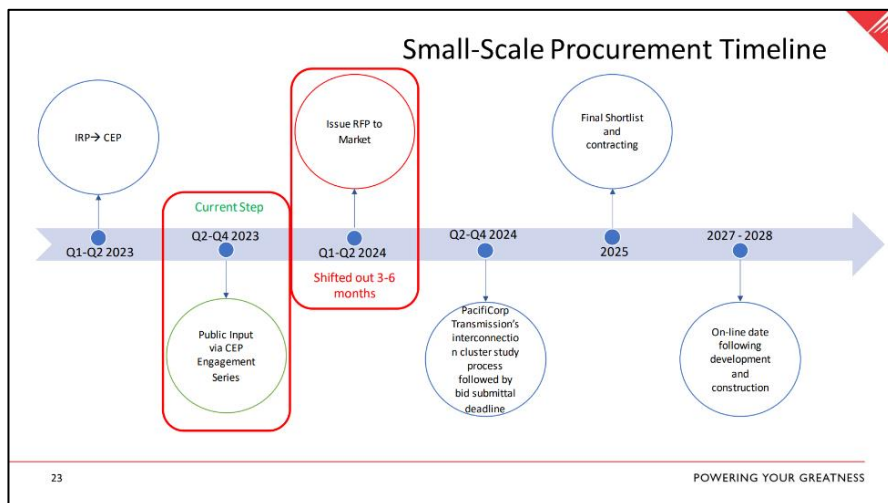 Small-Scale Procurement Timeline
IRP→ CEP
Issue RFP to
Market
Final Shortlist
and
contracting
Current Step
Q1-Q2 2023
Q2-Q4 2023
Q1-Q2 2024
Q2-Q4 2024
2025
2027 - 2028
Shifted out 3-6
months
Public Input
via CEP
Engagement
Series
PacifiCorp
Transmission's
interconnectio
n cluster study
process
followed by
bid submittal
deadline
On-line date
following
development
and
construction
23
POWERING YOUR GREATNESS